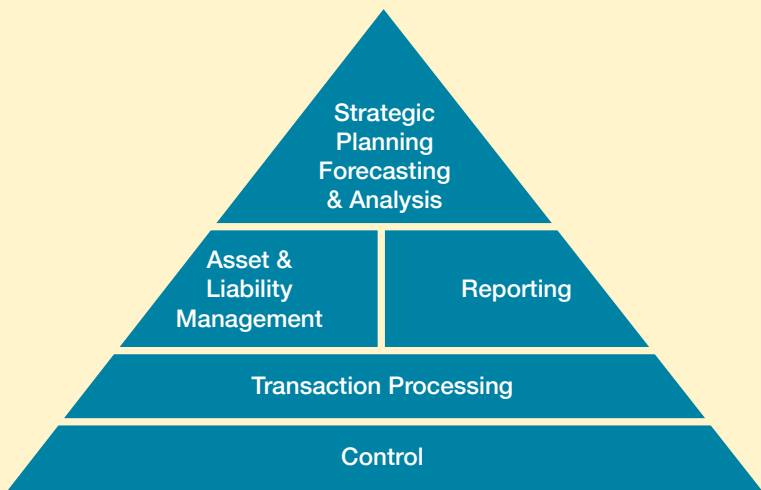 Strategic
Planning
Forecasting
& Analysis
Asset &
Liability
Management
Reporting
Transaction Processing
Control